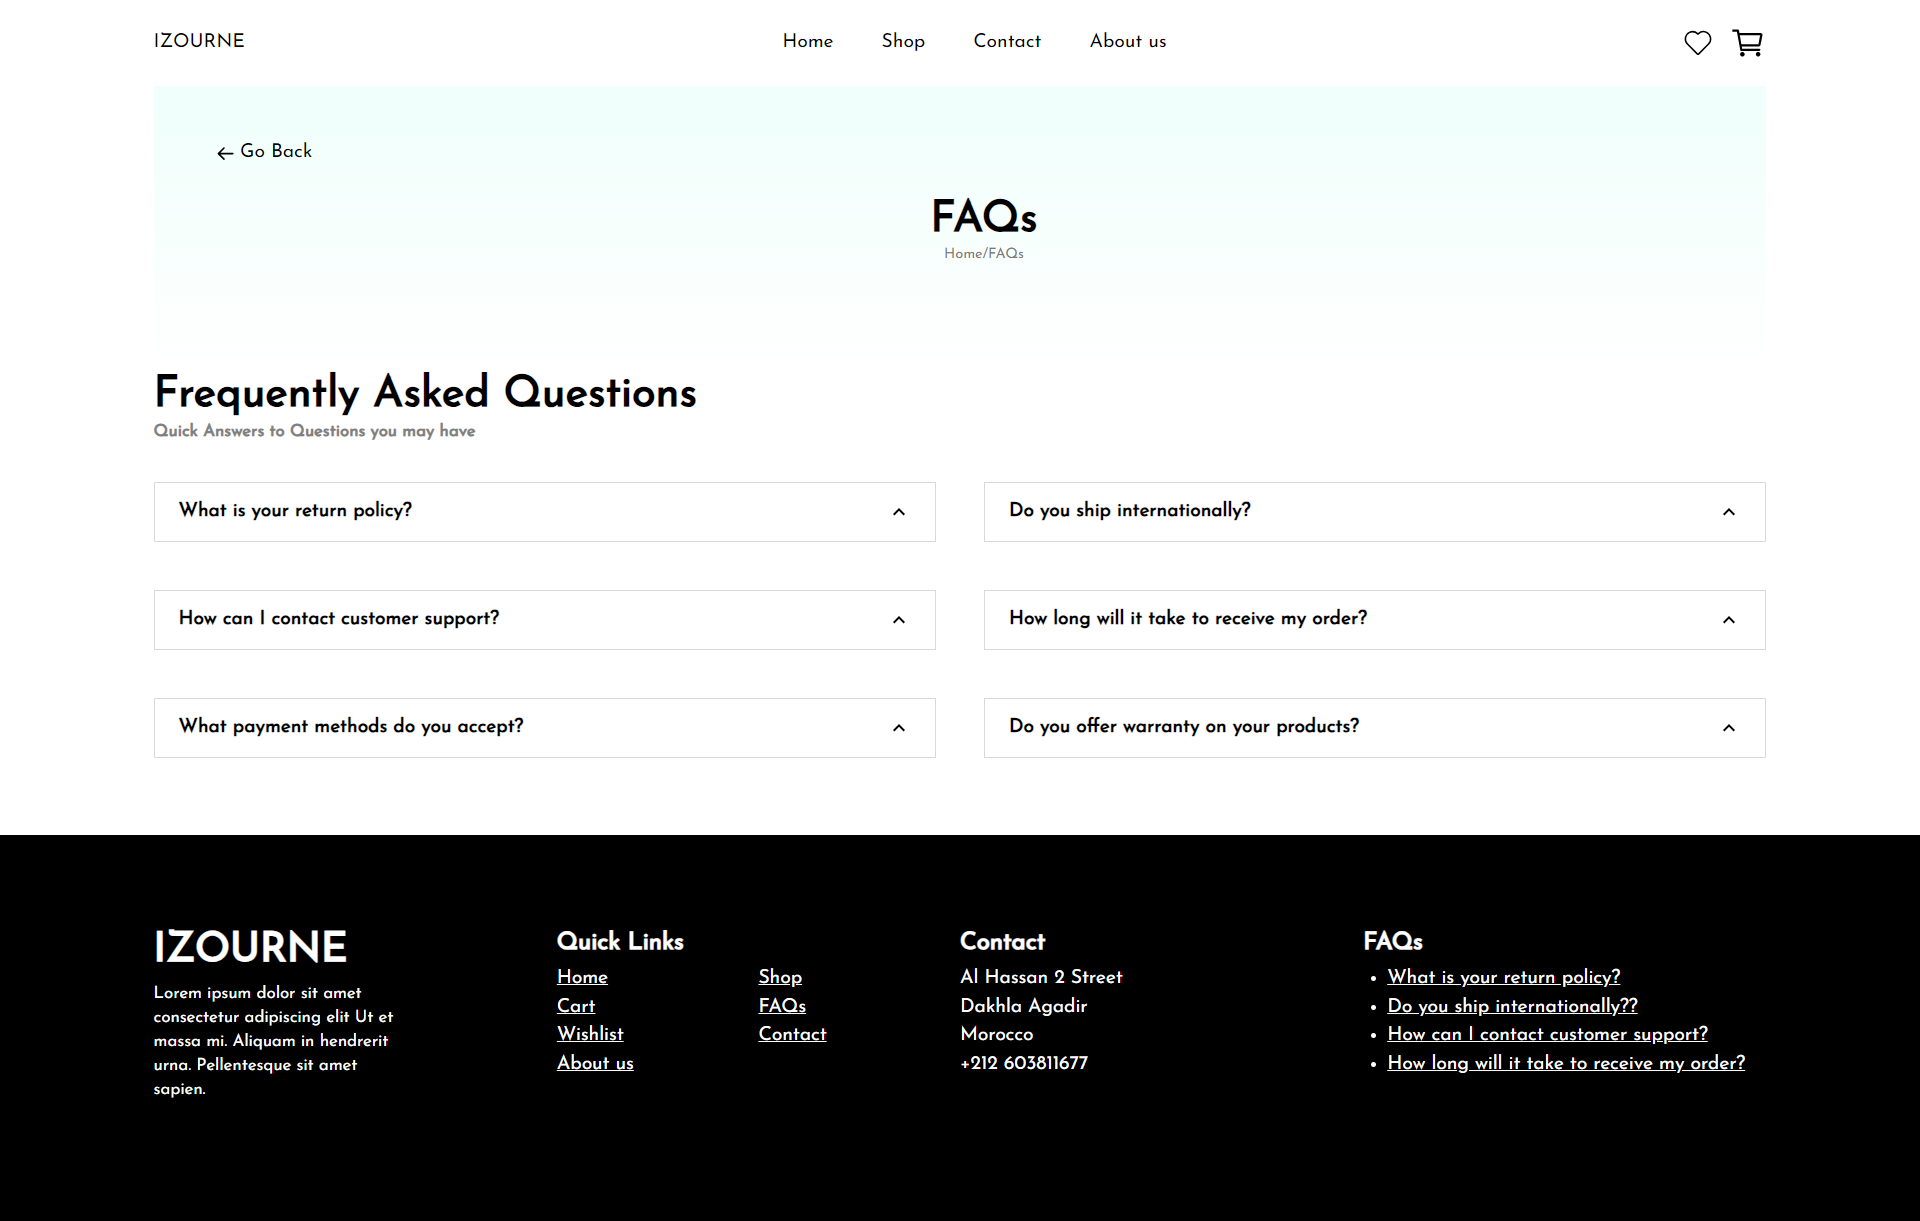 IZOURNE
Home Shop Contact About us
Go Back
FAQs
Home/FAQs
Frequently Asked Questions
Quick Answers to Questions you may have
What is your return policy?
Do you ship internationally?
How can I contact customer support?
How long will it take to receive my order?
What payment methods do you accept?
Do you offer warranty on your products?
IZOURNE
Lorem ipsum dolor sit amet
consectetur adipiscing elit Ut et
massa mi. Aliquam in hendrerit
urna. Pellentesque sit amet
sapien.
Quick Links
Home
Cart
Wishlist
About us
Shop
FAQs
Contact
Contact
Al Hassan 2 Street
Dakhla Agadir
Morocco
+212 603811677
FAQs
• What is your return policy?
• Do you ship internationally??
• How can I contact customer support?
• How long will it take to receive my order?